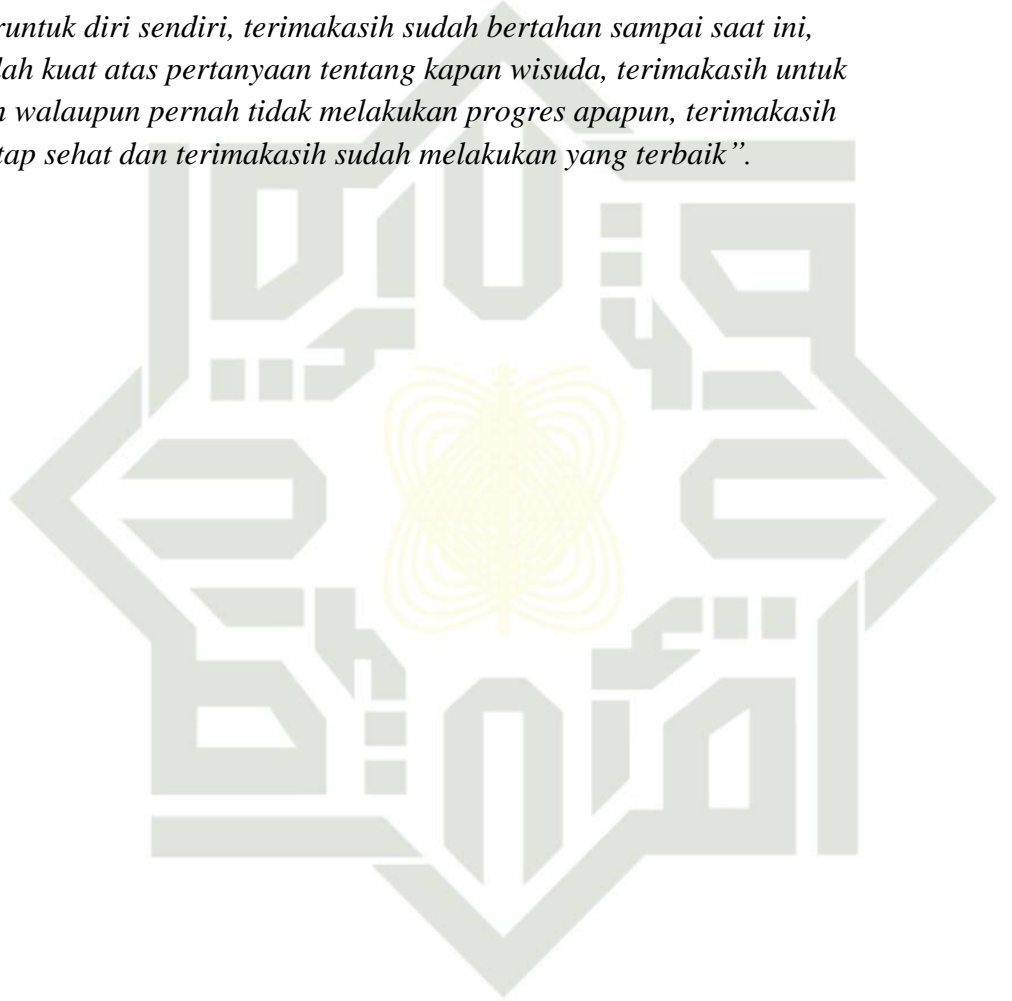 runtuk diri sendiri, terimakasih sudah bertahan sampai saat ini,
lah kuat atas pertanyaan tentang kapan wisuda, terimakasih untuk
n walaupun pernah tidak melakukan progres apapun, terimakasih
tap sehat dan terimakasih sudah melakukan yang terbaik”.